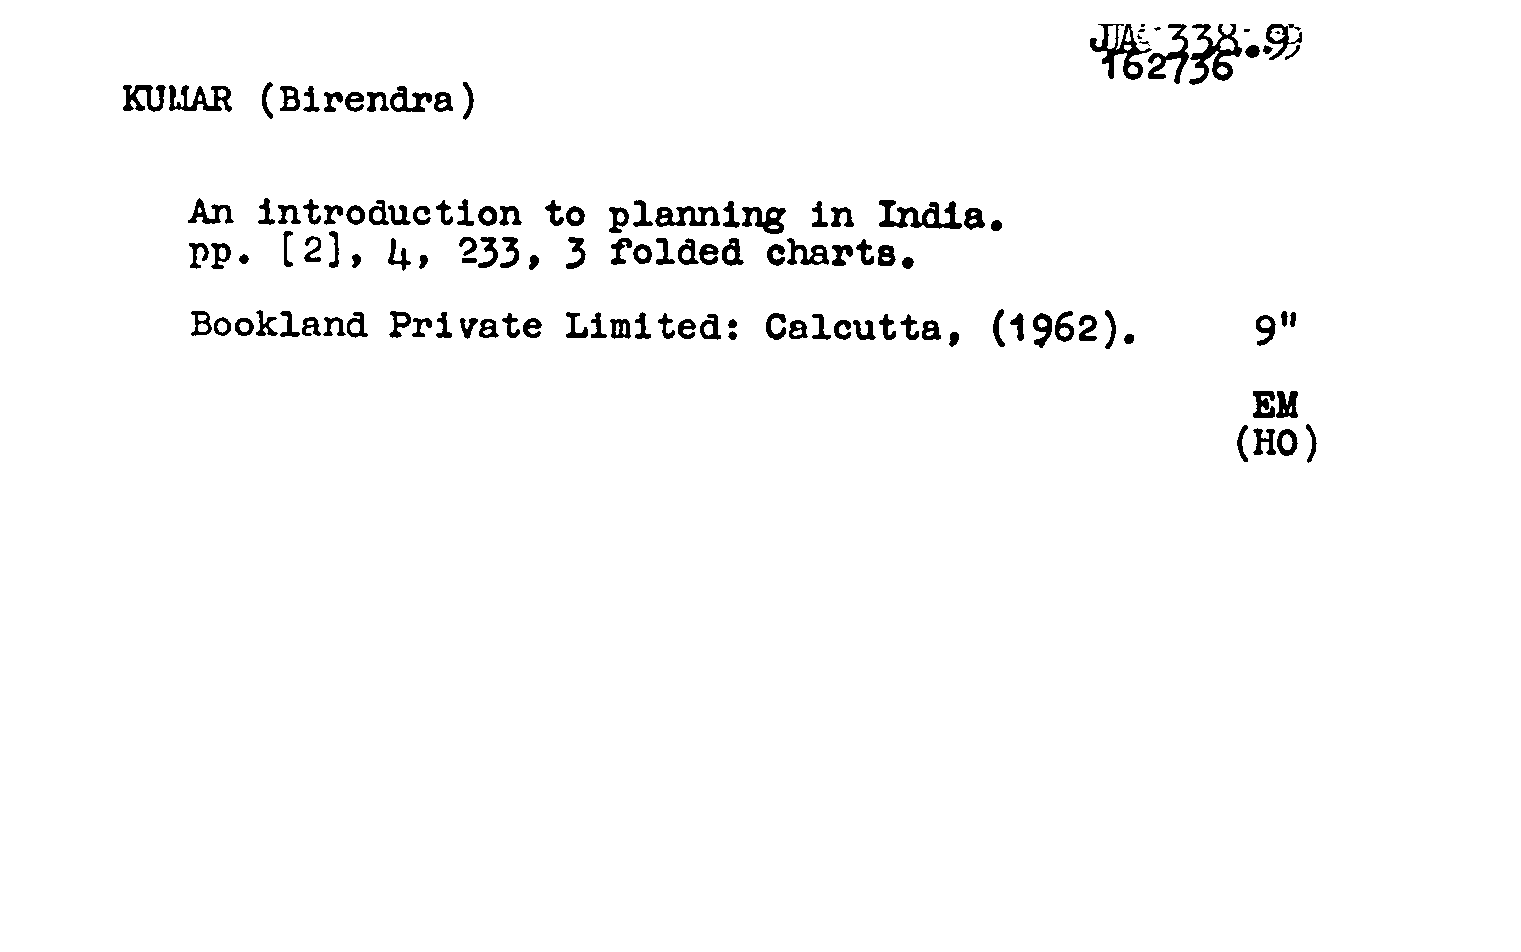 338.9
162736
KUMAR (Birendra)
An introduction to planning in India.
pp. [2], 4, 233, 3 folded charts.
Bookland Private Limited: Calcutta, (1962). 9"
EM
(HO)